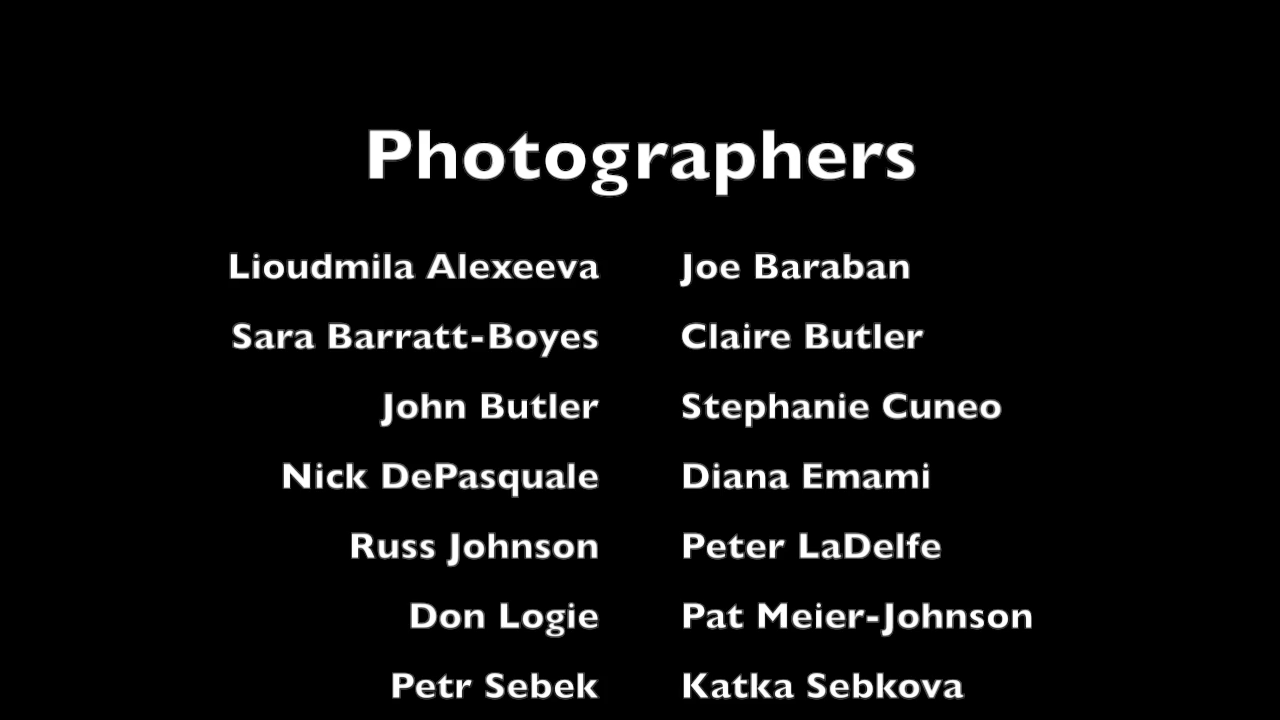 Photographers
Lioudmila Alexeeva Joe Baraban
Sara Barratt-Boyes Claire Butler
John Butler Stephanie Cuneo
Nick DePasquale Diana Emami
Russ Johnson Peter LaDelfe
Don Logie Pat Meier-Johnson
Petr Sebek Katka Sebkova